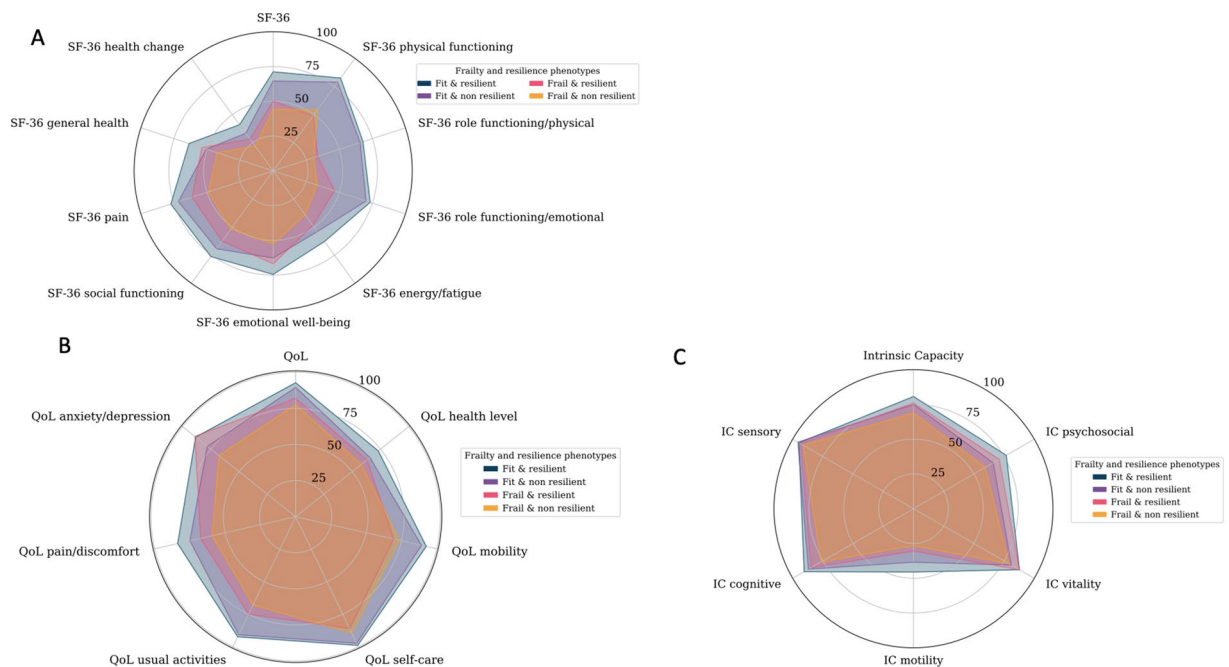 A
SF-36
100
SF-36 health change
SF-36 physical functioning
75
Frailty and resilience phenotypes
Fit & resilient
Frail & resilient
Fit & non resilient
Frail & non resilient
50
SF-36 general health
25
SF-36 role functioning/physical
SF-36 pain
SF-36 role functioning/emotional
SF-36 social functioning
SF-36 energy/fatigue
SF-36 emotional well-being
B
QoL
100
QoL anxiety/depression
75
QoL health level
50
Frailty and resilience phenotypes
Fit & resilient
Fit & non resilient
Frail & resilient
Frail & non resilient
25
QoL pain/discomfort
QoL mobility
QoL usual activities
QoL self-care
C
Intrinsic Capacity
100
75
IC sensory
IC psychosocial
50
Frailty and resilience phenotypes
Fit & resilient
Fit & non resilient
Frail & resilient
Frail & non resilient
25
IC cognitive
IC vitality
IC motility